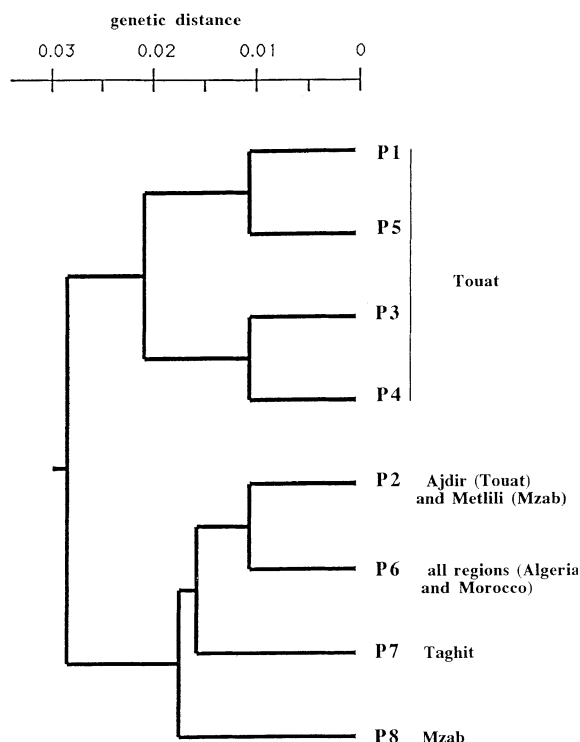 genetic distance
0.03 0.02 0.01 0
P1
P5
Touat
P3
P4
P2 Ajdir (Touat)
and Metlili (Mzab)
P6 all regions (Algeria
and Morocco)
P7 Taghit
P8 Mzab